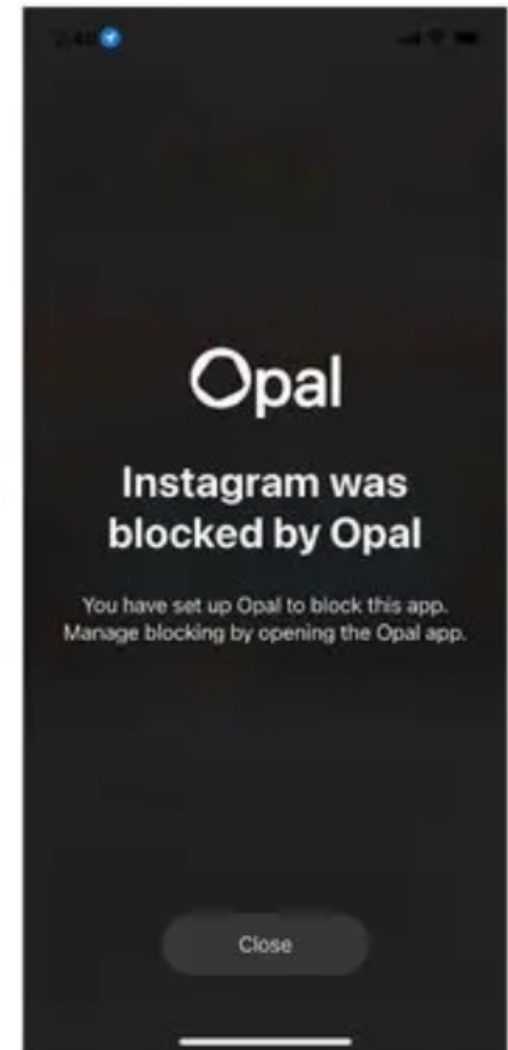 Opal
Instagram was
blocked by Opal
You have set up Opal to block this app.
Manage blocking by opening the Opal app.
Close